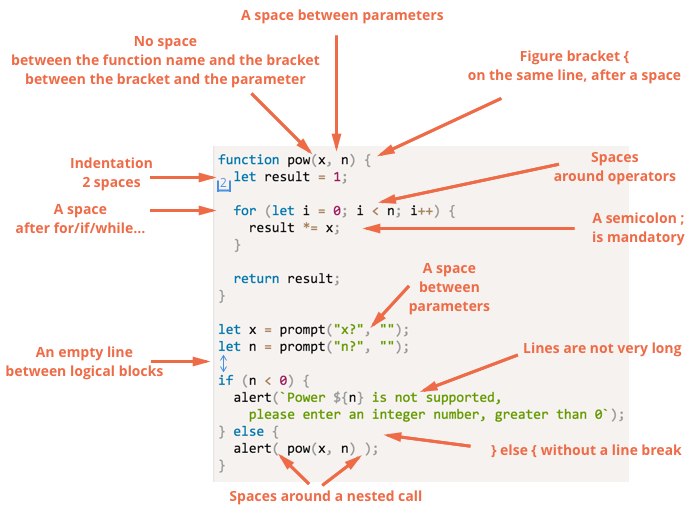 A space between parameters
No space
between the function name and the bracket
between the bracket and the parameter
Figure bracket {
on the same line, after a space
Indentation
2 spaces
A space
after for/if/while...
Spaces
around operators
A semicolon ;
is mandatory
function pow(x, n) {
2
  let result = 1;

  for (let i = 0; i < n; i++) {
    result *= x;
  }

  return result;
}

let x = prompt("x?", "");
let n = prompt("n?", "");

if (n < 0) {
  alert(`Power ${n} is not supported,
    please enter an integer number, greater than 0`);
} else {
  alert( pow(x, n) );
}
A space
between
parameters
An empty line
between logical blocks
Lines are not very long
} else { without a line break
Spaces around a nested call